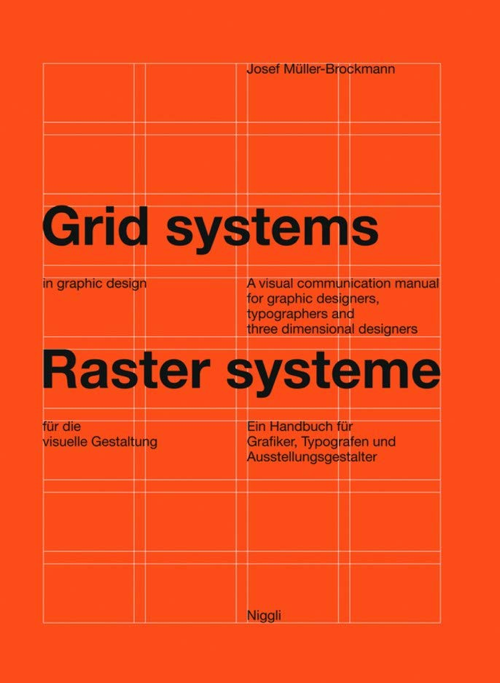 Josef Müller-Brockmann
Grid systems
in graphic design
A visual communication manual
for graphic designers,
typographers and
three dimensional designers
Raster systeme
für die
visuelle Gestaltung
Ein Handbuch für
Grafiker, Typografen und
Ausstellungsgestalter
Niggli